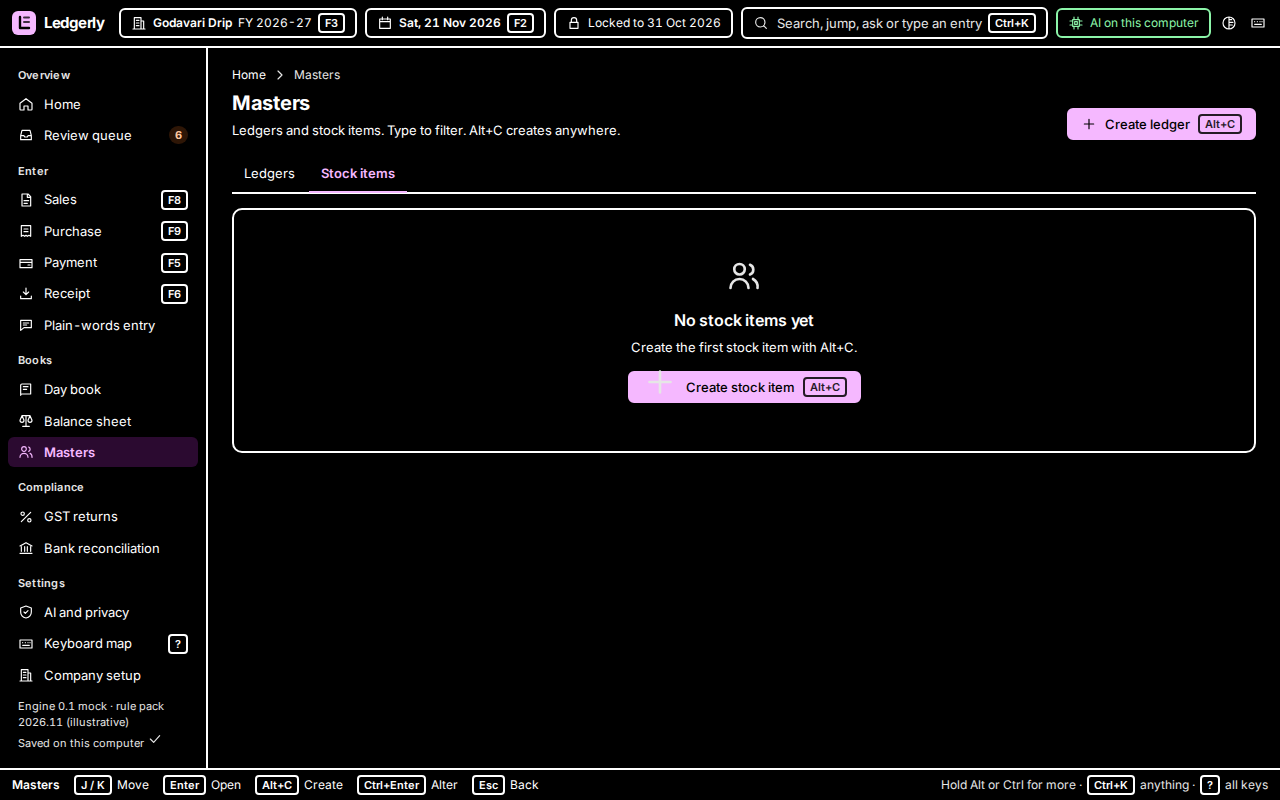 Ledgerly
Godavari Drip FY 2026-27 F3
Sat, 21 Nov 2026 F2
Locked to 31 Oct 2026
Search, jump, ask or type an entry Ctrl+K
AI on this computer
Overview
Home
Review queue 6
Enter
Sales F8
Purchase F9
Payment F5
Receipt F6
Plain-words entry
Books
Day book
Balance sheet
Masters
Compliance
GST returns
Bank reconciliation
Settings
AI and privacy
Keyboard map ?
Company setup
Engine 0.1 mock · rule pack
2026.11 (illustrative)
Saved on this computer
Home > Masters
Masters
Ledgers and stock items. Type to filter. Alt+C creates anywhere.
Create ledger Alt+C
Ledgers Stock items
No stock items yet
Create the first stock item with Alt+C.
Create stock item Alt+C
Masters J / K Move Enter Open Alt+C Create Ctrl+Enter Alter Esc Back
Hold Alt or Ctrl for more · Ctrl+K anything · ? all keys